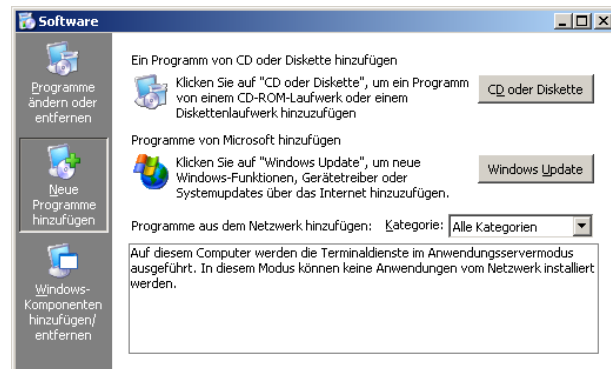 Software
Programme
ändern oder
entfernen
Neue
Programme
hinzufügen
Windows-
Komponenten
hinzufügen/
entfernen
Ein Programm von CD oder Diskette hinzufügen
Klicken Sie auf "CD oder Diskette", um ein Programm
von einem CD-ROM-Laufwerk oder einem
Diskettenlaufwerk hinzuzufügen
CD oder Diskette
Programme von Microsoft hinzufügen
Klicken Sie auf "Windows Update", um neue
Windows-Funktionen, Gerätetreiber oder
Systemupdates über das Internet hinzuzufügen.
Windows Update
Programme aus dem Netzwerk hinzufügen: Kategorie: Alle Kategorien
Auf diesem Computer werden die Terminaldienste im Anwendungsservermodus
ausgeführt. In diesem Modus können keine Anwendungen vom Netzwerk installiert
werden.